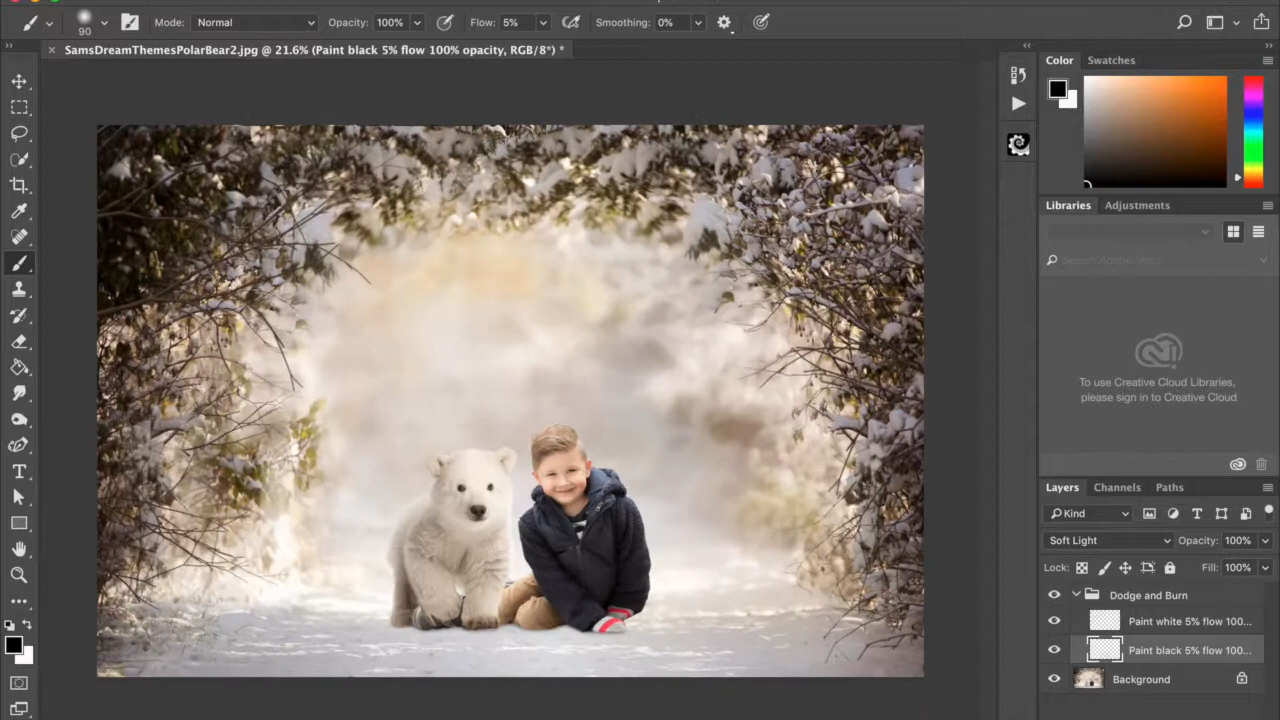 90
Mode: Normal
Opacity: 100%
Flow: 5%
Smoothing: 0%
SamsDreamThemesPolarBear2.jpg @ 21.6% (Paint black 5% flow 100% opacity, RGB/8*) *
Color
Swatches
Libraries
Adjustments
Search Adobe Stock
To use Creative Cloud Libraries,
please sign in to Creative Cloud
Layers
Channels
Paths
Kind
Soft Light
Opacity: 100%
Lock:
Fill: 100%
Dodge and Burn
Paint white 5% flow 100...
Paint black 5% flow 100...
Background